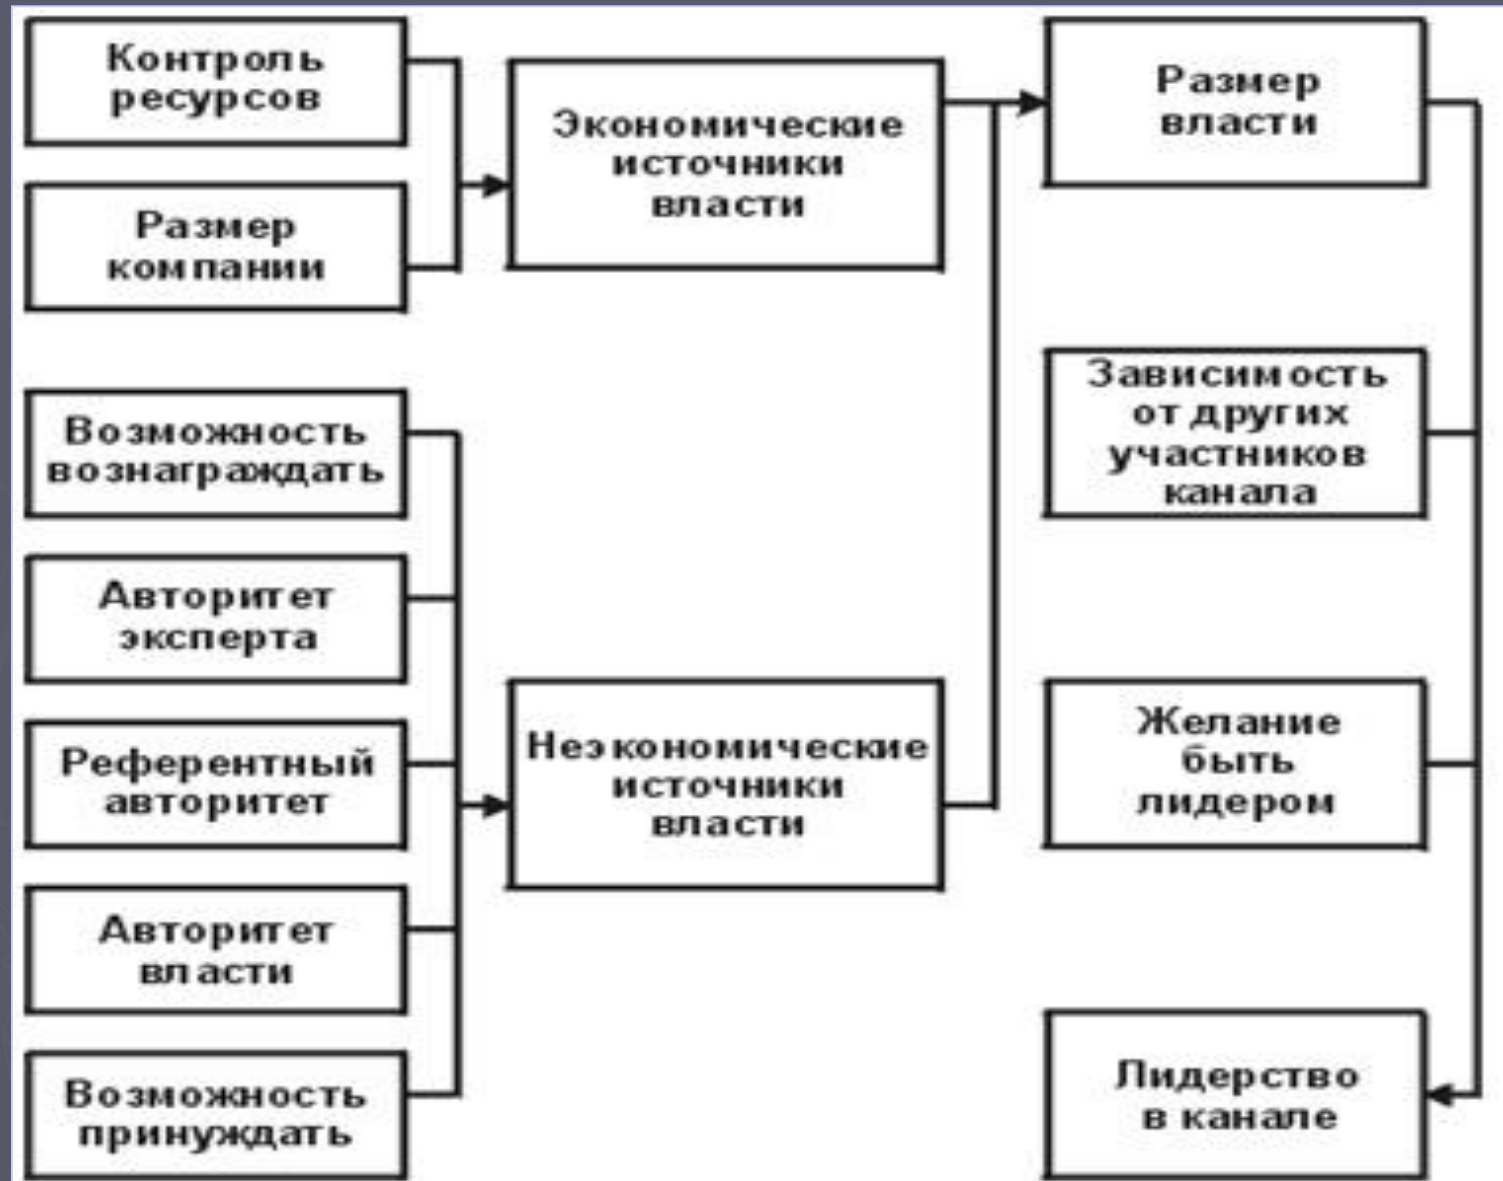 Контроль
ресурсов
Размер
компании
Экономические
источники
власти
Размер
власти
Возможность
вознаграждать
Авторитет
эксперта
Референтный
авторитет
Авторитет
власти
Возможность
принуждать
Неэкономические
источники
власти
Зависимость
от других
участников
канала
Желание
быть
лидером
Лидерство
в канале